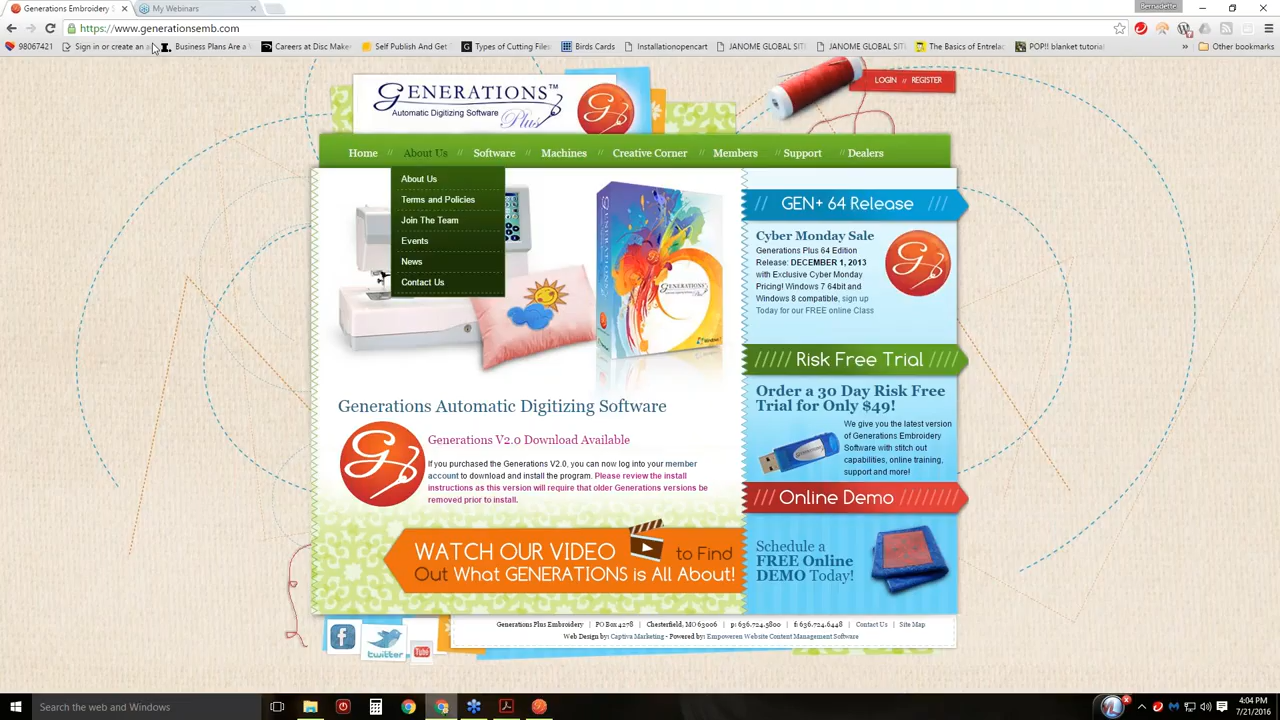 Generations Embroidery S
My Webinars
Bernadette
https://www.generationsemb.com
98067421
Sign in or create an a
Business Plans Are a W
Careers at Disc Make
Self Publish And Get
Types of Cutting Files
Birds Cards
Installationopencart
JANOME GLOBAL SIT
JANOME GLOBAL SIT
The Basics of Entrelac
POP!! blanket tutorial
»
Other bookmarks
GENERATIONS™
Automatic Digitizing Software
Plus
LOGIN // REGISTER
Home // About Us // Software // Machines // Creative Corner // Members // Support // Dealers
About Us
Terms and Policies
Join The Team
Events
News
Contact Us
GENERATIONS
GENERATIONS
// GEN+ 64 Release ///
Cyber Monday Sale
Generations Plus 64 Edition
Release: DECEMBER 1, 2013
with Exclusive Cyber Monday
Pricing! Windows 7 64bit and
Windows 8 compatible, sign up
Today for our FREE online Class
///// Risk Free Trial ////
Order a 30 Day Risk Free
Trial for Only $49!
We give you the latest version
of Generations Embroidery
Software with stitch out
capabilities, online training,
support and more!
Generations Automatic Digitizing Software
Generations V2.0 Download Available
If you purchased the Generations V2.0, you can now log into your member
account to download and install the program. Please review the install
instructions as this version will require that older Generations versions be
removed prior to install.
/// Online Demo ///////
Schedule a
FREE Online
DEMO Today!
WATCH OUR VIDEO to Find
Out What GENERATIONS is All About!
Generations Plus Embroidery | PO Box 4278 | Chesterfield, MO 63006 | p: 636.724.5800 | f: 636.724.6448 | Contact Us | Site Map
Web Design by: Captiva Marketing - Powered by: Empoweren Website Content Management Software
twitter
You Tube
Search the web and Windows
4:04 PM
7/21/2016